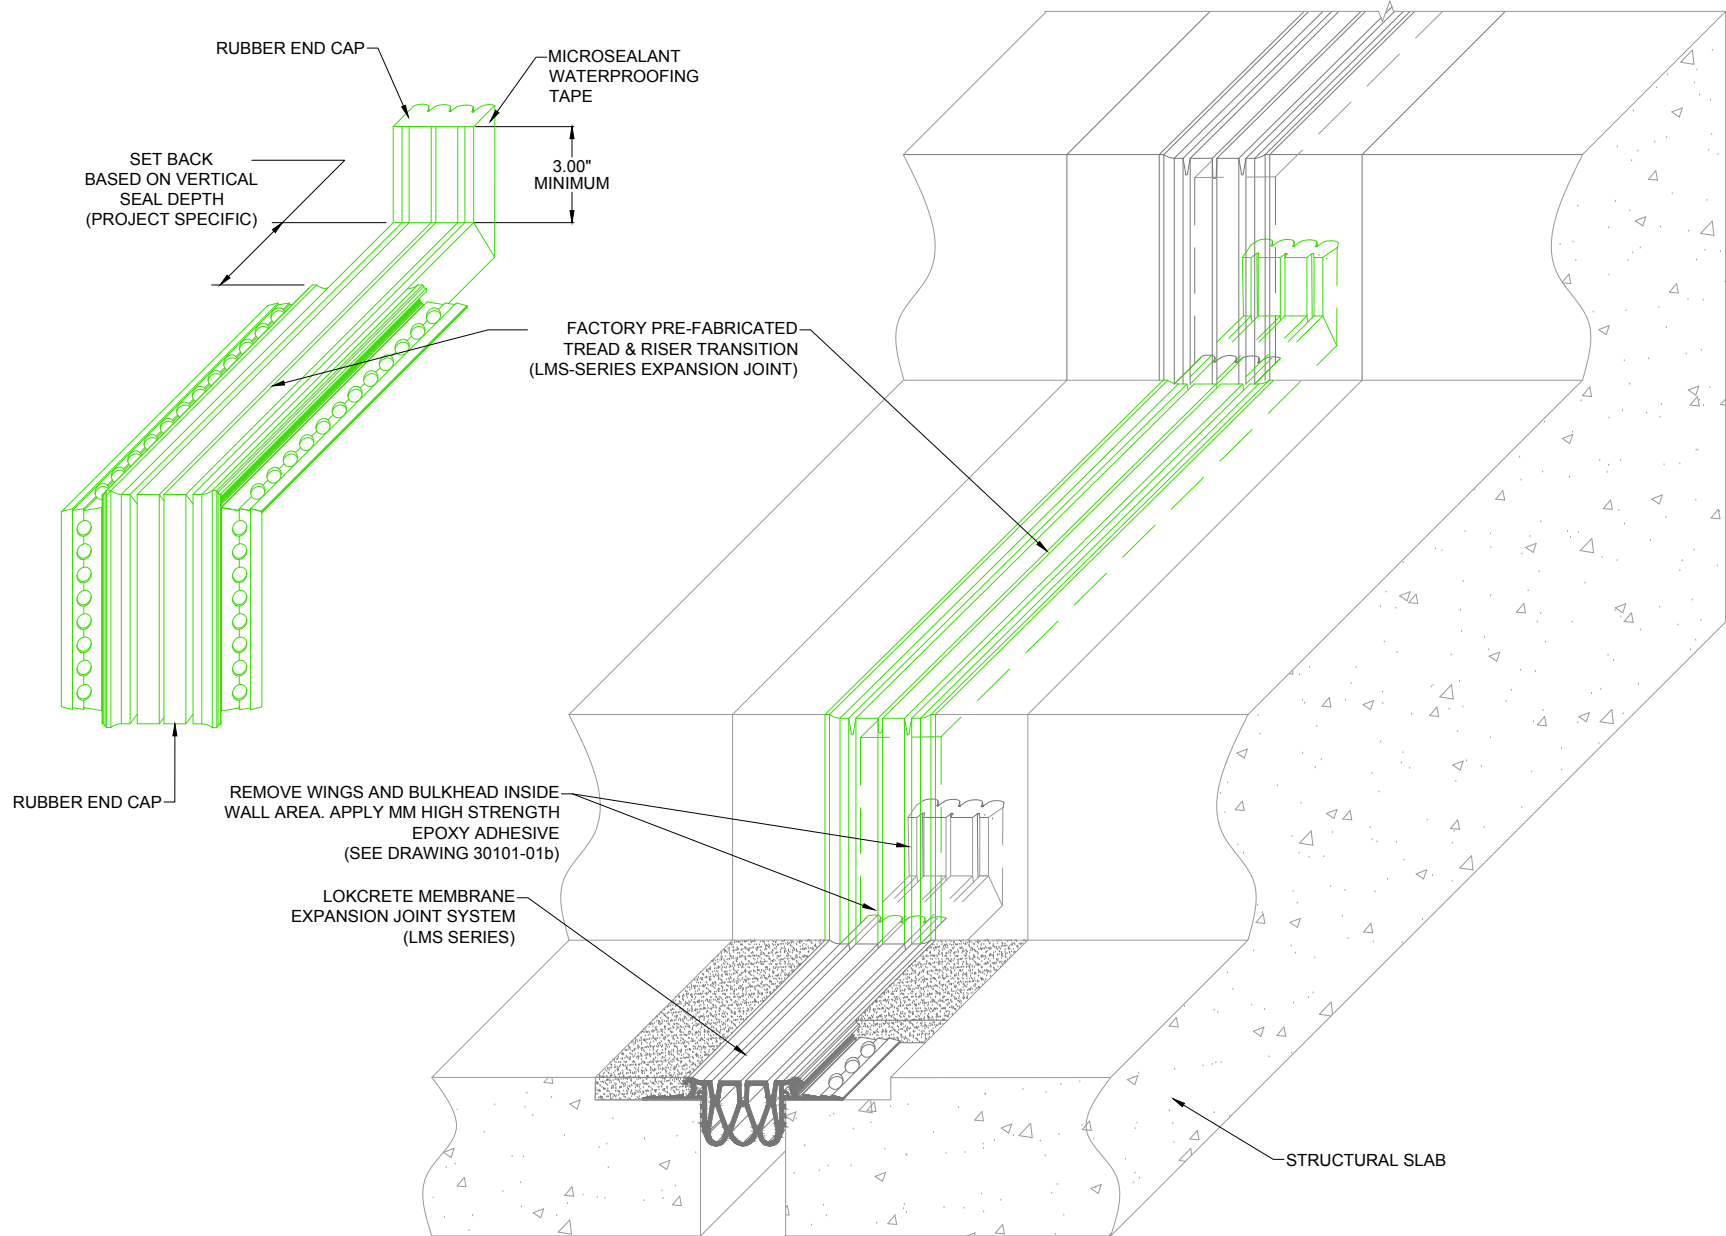 RUBBER END CAP
MICROSEALANT
WATERPROOFING
TAPE
SET BACK
BASED ON VERTICAL
SEAL DEPTH
(PROJECT SPECIFIC)
3.00"
MINIMUM
FACTORY PRE-FABRICATED
TREAD & RISER TRANSITION
(LMS-SERIES EXPANSION JOINT)
RUBBER END CAP
REMOVE WINGS AND BULKHEAD INSIDE
WALL AREA. APPLY MM HIGH STRENGTH
EPOXY ADHESIVE
(SEE DRAWING 30101-01b)
LOKCRETE MEMBRANE
EXPANSION JOINT SYSTEM
(LMS SERIES)
STRUCTURAL SLAB